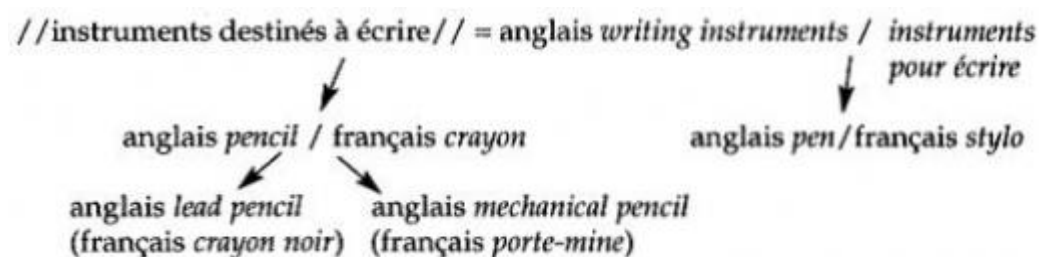 //instruments destinés à écrire// = anglais writing instruments / instruments
pour écrire
anglais pencil / français crayon anglais pen/français stylo
anglais lead pencil anglais mechanical pencil
(français crayon noir) (français porte-mine)